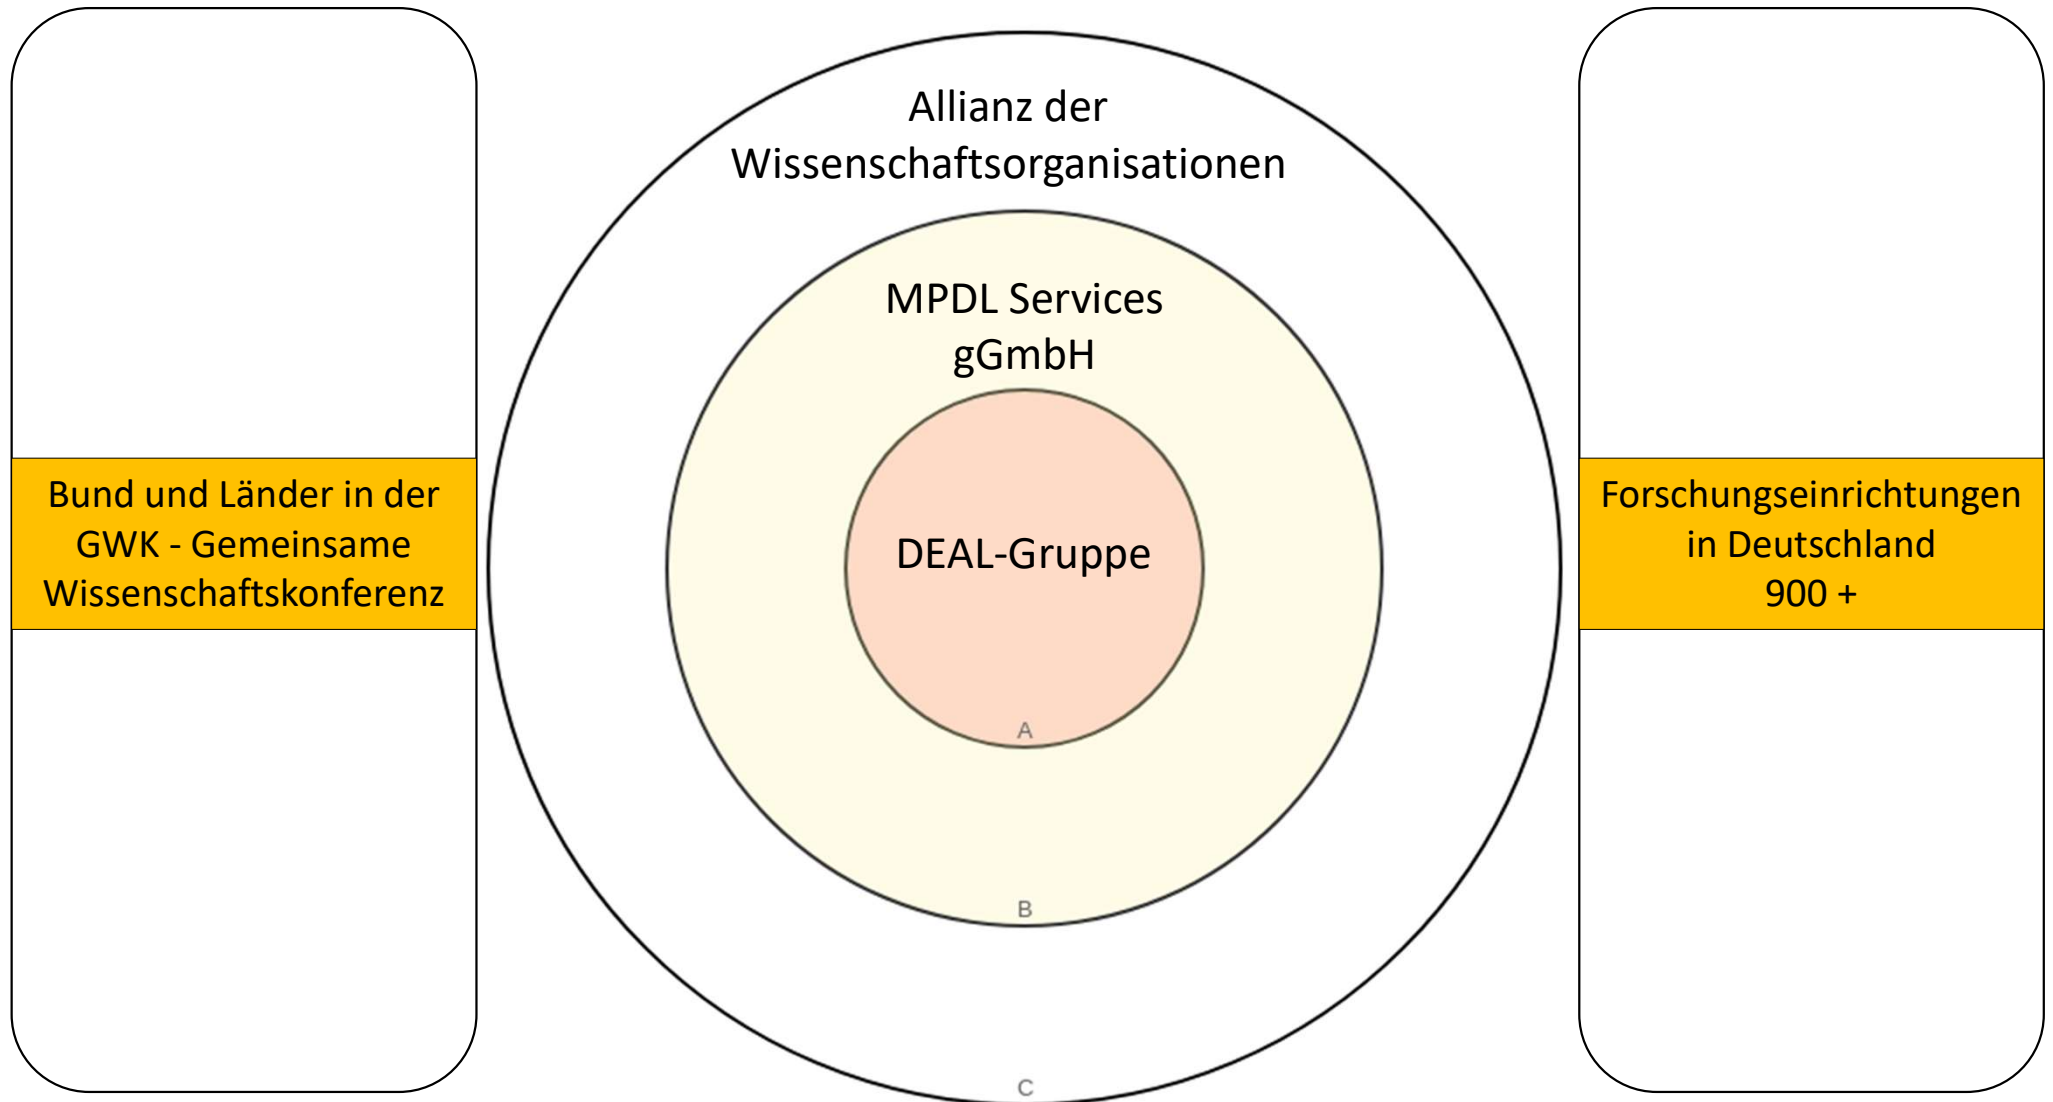 Allianz der
Wissenschaftsorganisationen
MPDL Services
gGmbH
DEAL-Gruppe
A
B
C
Bund und Länder in der
GWK - Gemeinsame
Wissenschaftskonferenz
Forschungseinrichtungen
in Deutschland
900 +